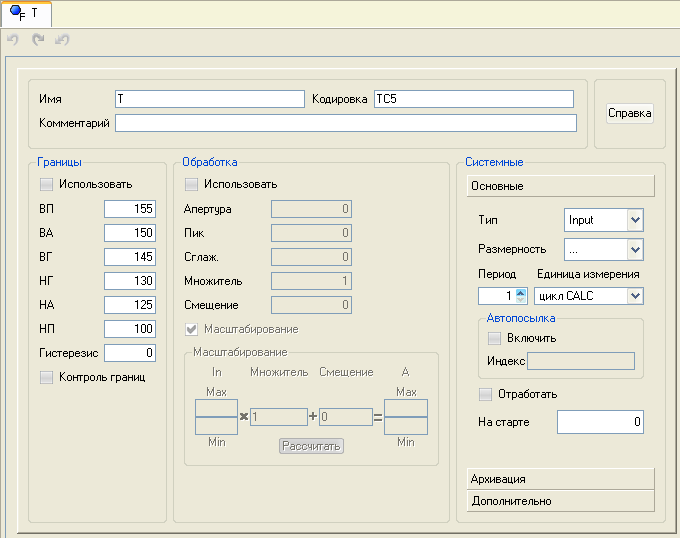 F T
Имя T Кодировка TC5
Комментарий
Справка
Границы
Использовать
ВП 155
ВА 150
ВГ 145
НГ 130
НА 125
НП 100
Гистерезис 0
Контроль границ
Обработка
Использовать
Апертура 0
Пик 0
Сглаж. 0
Множитель 1
Смещение 0
Масштабирование
Масштабирование
In Множитель Смещение A
Max Max
× 1 + 0 =
Min Min
Рассчитать
Системные
Основные
Тип Input
Размерность ...
Период Единица измерения
1 цикл CALC
Автопосылка
Включить
Индекс
Отработать
На старте 0
Архивация
Дополнительно